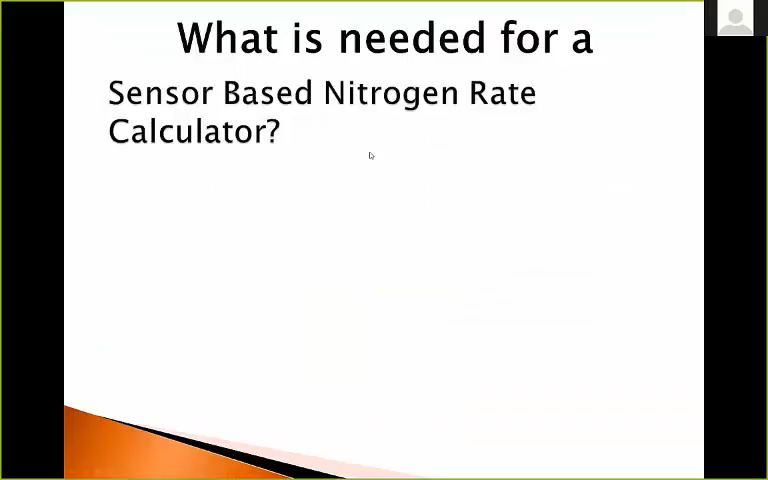 What is needed for a
Sensor Based Nitrogen Rate
Calculator?